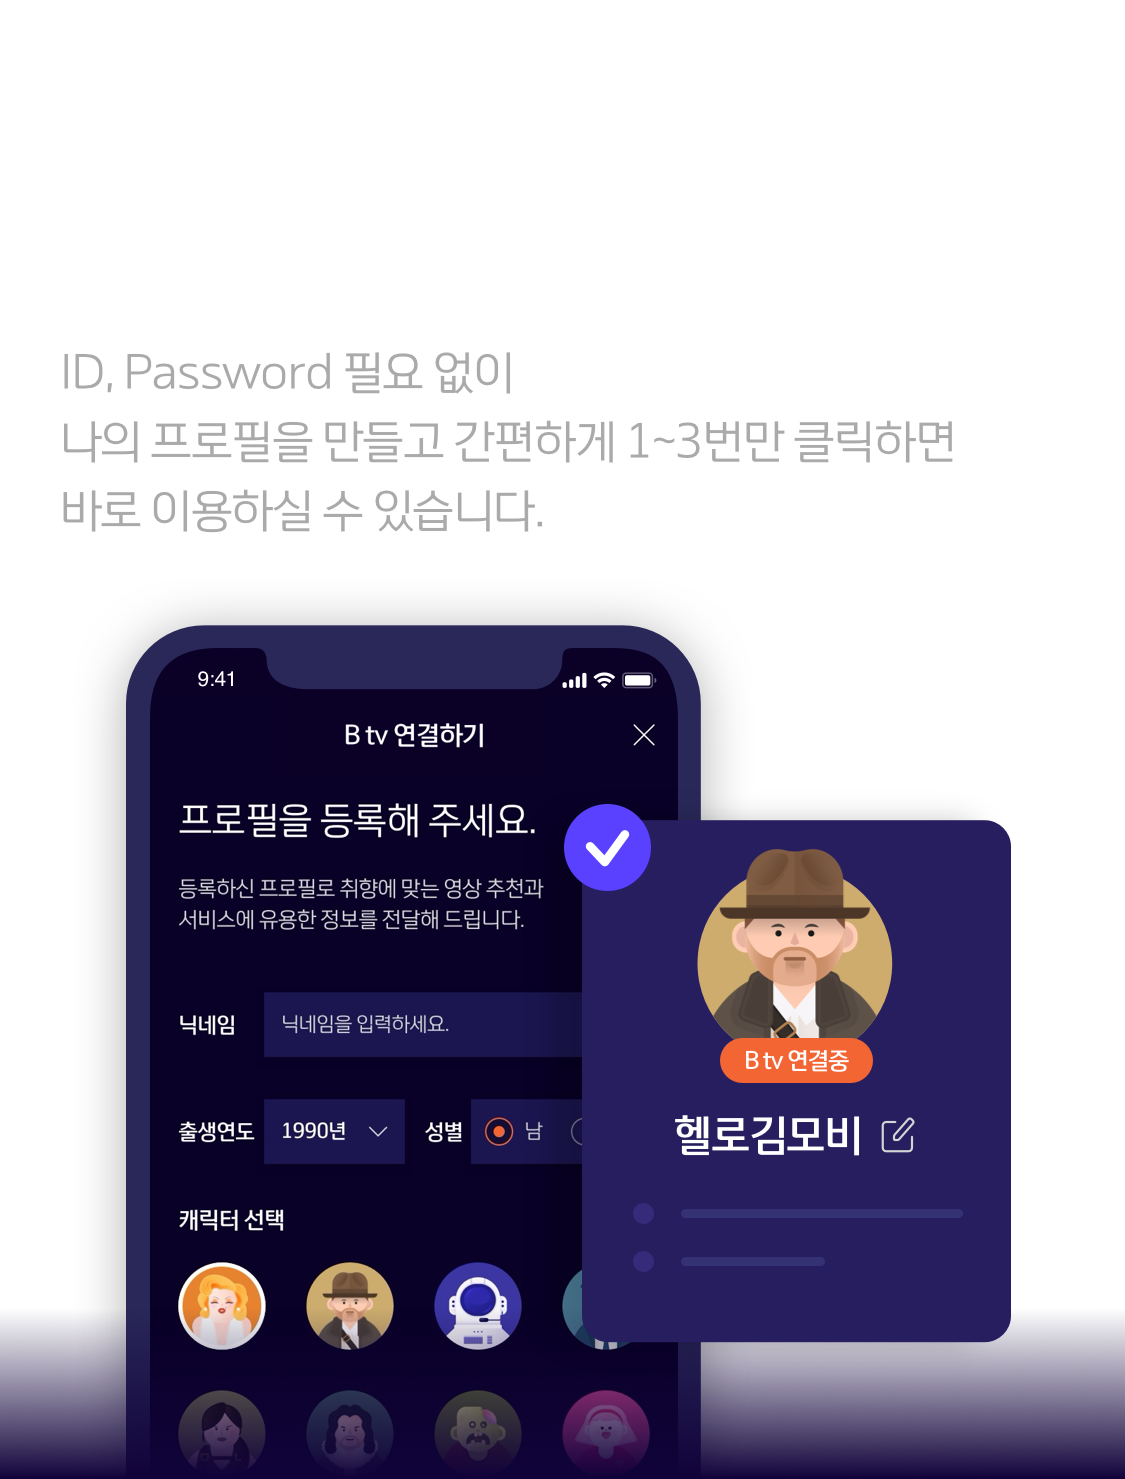 ID, Password 필요 없이
나의 프로필을 만들고 간편하게 1~3번만 클릭하면
바로 이용하실 수 있습니다.
9:41
B tv 연결하기
프로필을 등록해 주세요.
등록하신 프로필로 취향에 맞는 영상 추천과
서비스에 유용한 정보를 전달해 드립니다.
닉네임 닉네임을 입력하세요.
출생연도 1990년 성별 남
캐릭터 선택
B tv 연결중
헬로김모비